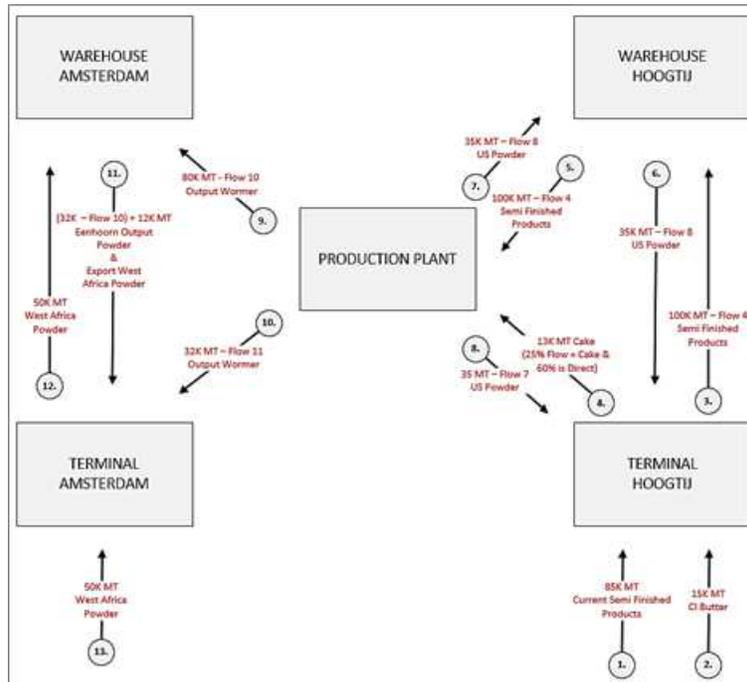 WAREHOUSE
AMSTERDAM
WAREHOUSE
HOOGTIJ
35K MT – Flow 8
US Powder
11.
80K MT - Flow 10
Output Wormer
7.
5.
6.
100K MT – Flow 4
Semi Finished
Products
(32K – Flow 10) + 12K MT
Eenhoorn Output
Powder
&
Export West
Africa Powder
9.
35K MT – Flow 8
US Powder
PRODUCTION PLANT
50K MT
West Africa
Powder
10.
32K MT – Flow 11
Output Wormer
100K MT – Flow 4
Semi Finished
Products
13K MT Cake
(25% Flow = Cake &
60% is Direct)
8.
35 MT – Flow 7
US Powder
12.
4.
3.
TERMINAL
AMSTERDAM
TERMINAL
HOOGTIJ
50K MT
West Africa
Powder
85K MT
Current Semi Finished
Products
15K MT
CI Butter
13.
1.
2.